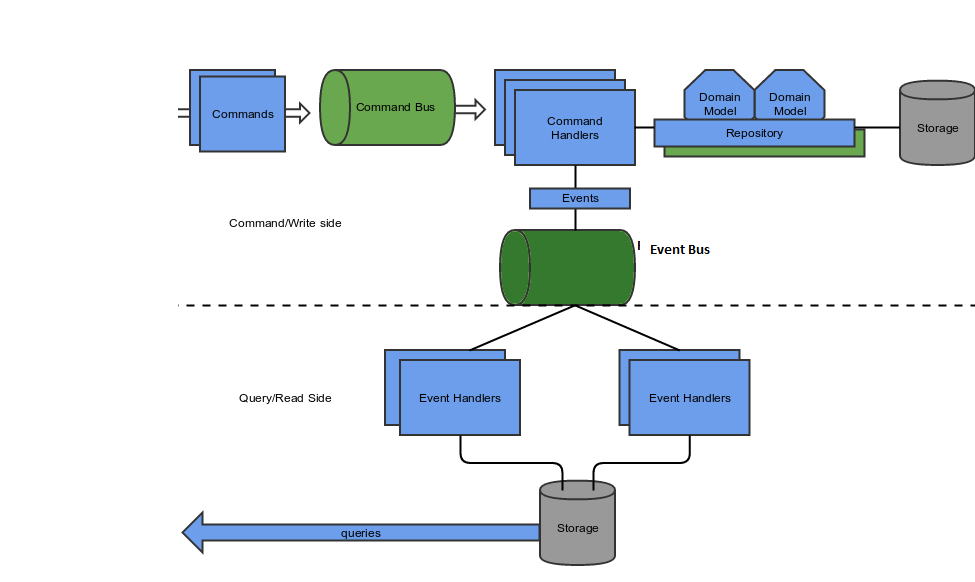 Commands
Command Bus
Command
Handlers
Domain
Model
Domain
Model
Repository
Storage
Events
Command/Write side
Event Bus
Query/Read Side
Event Handlers
Event Handlers
Storage
queries